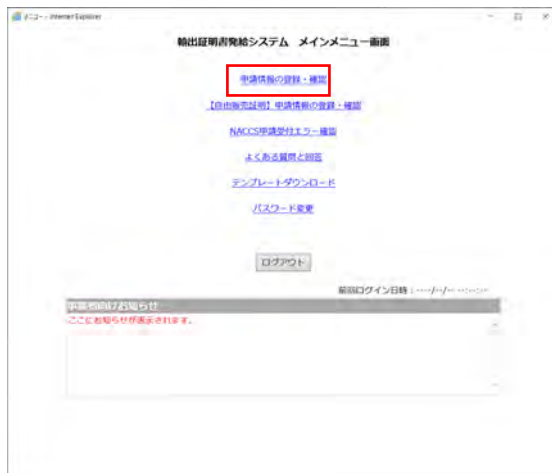 メニュー - Internet Explorer
輸出証明書発給システム メインメニュー画面
申請情報の登録・確認
【自由販売証明】申請情報の登録・確認
NACCS申請受付エラー確認
よくある質問と回答
テンプレートダウンロード
パスワード変更
ログアウト
前回ログイン日時:----/--/-- --:--:--
事業者向けお知らせ
ここにお知らせが表示されます。